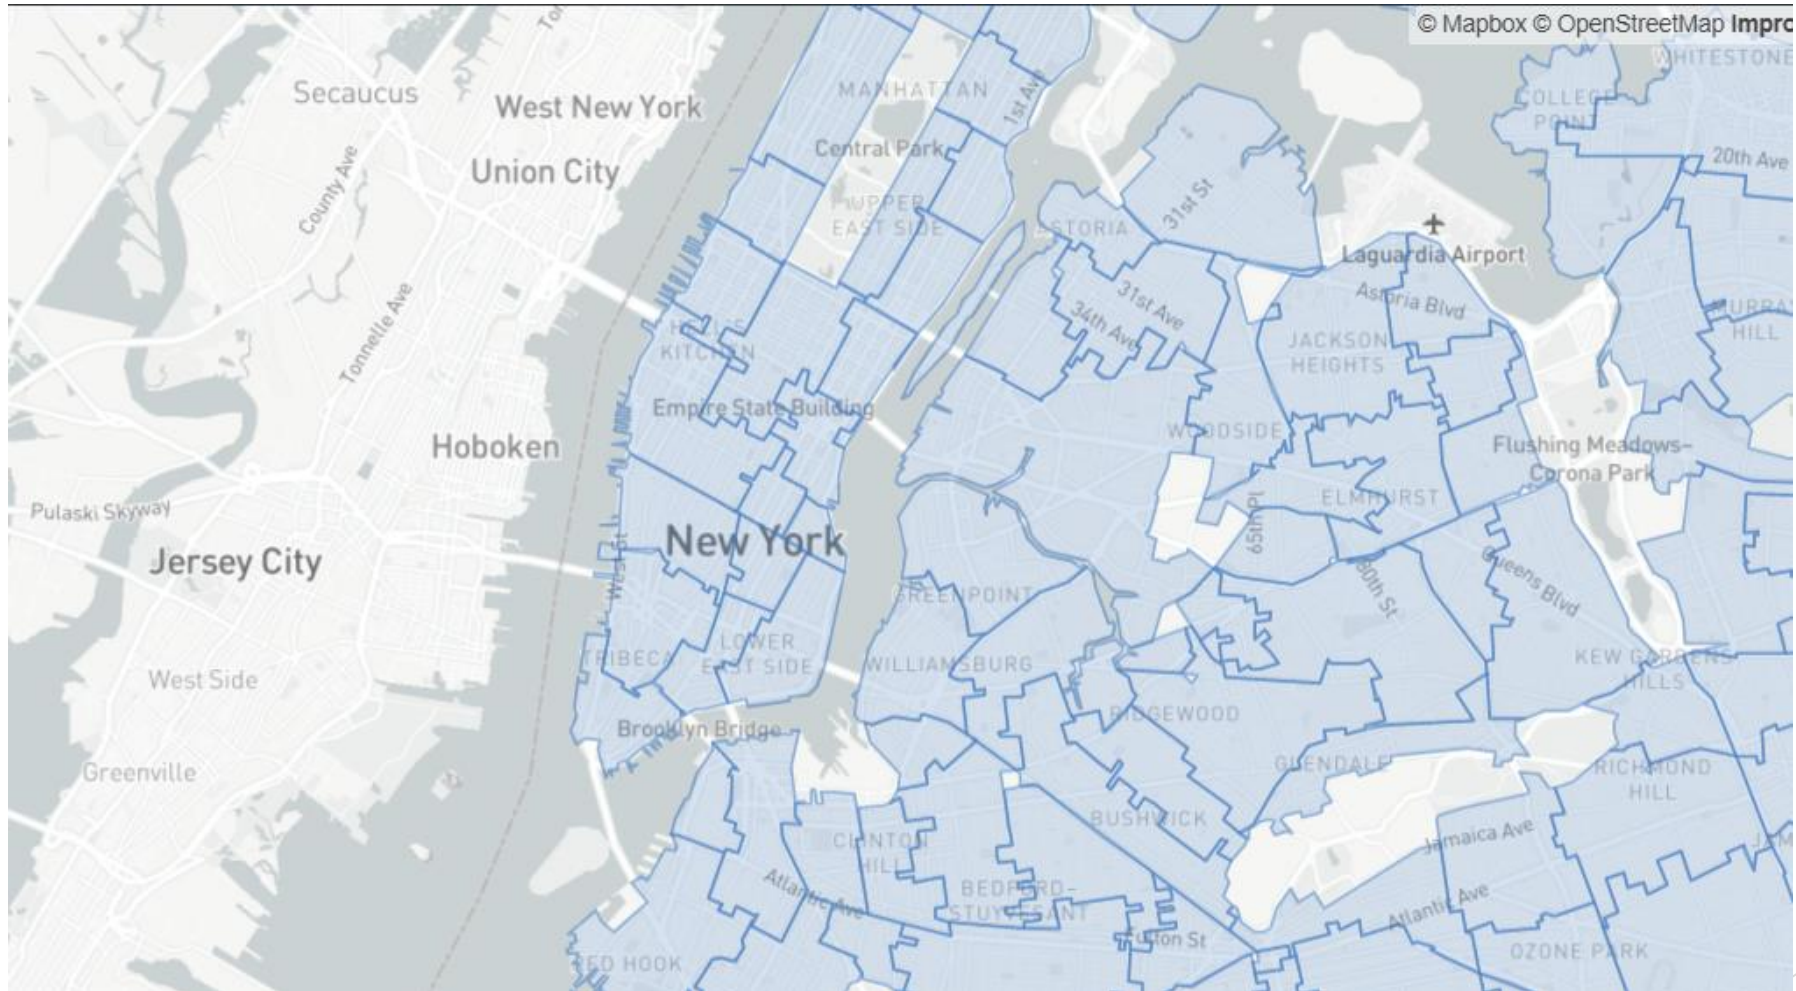 © Mapbox © OpenStreetMap Impro
WHITESTONE
Secaucus
West New York
MANHATTAN
1st Ave
COLLEGE
POINT
Central Park
20th Ave
Union City
County Ave
UPPER
EAST SIDE
ASTORIA
31st St
Laguardia Airport
Tonnelle Ave
31st Ave
34th Ave
Astoria Blvd
MURRAY
HILL
HELL'S
KITCHEN
JACKSON
HEIGHTS
Empire State Building
Hoboken
WOODSIDE
Flushing Meadows–
Corona Park
ELMHURST
Pulaski Skyway
69th Pl
New York
Jersey City
West St
80th St
Queens Blvd
GREENPOINT
LOWER
EAST SIDE
TRIBECA
WILLIAMSBURG
KEW GARDENS
HILLS
West Side
RIDGEWOOD
Brooklyn Bridge
Greenville
GLENDALE
RICHMOND
HILL
BUSHWICK
CLINTON
HILL
Jamaica Ave
JAM
Atlantic Ave
BEDFORD-
STUYVESANT
Atlantic Ave
Fulton St
RED HOOK
OZONE PARK